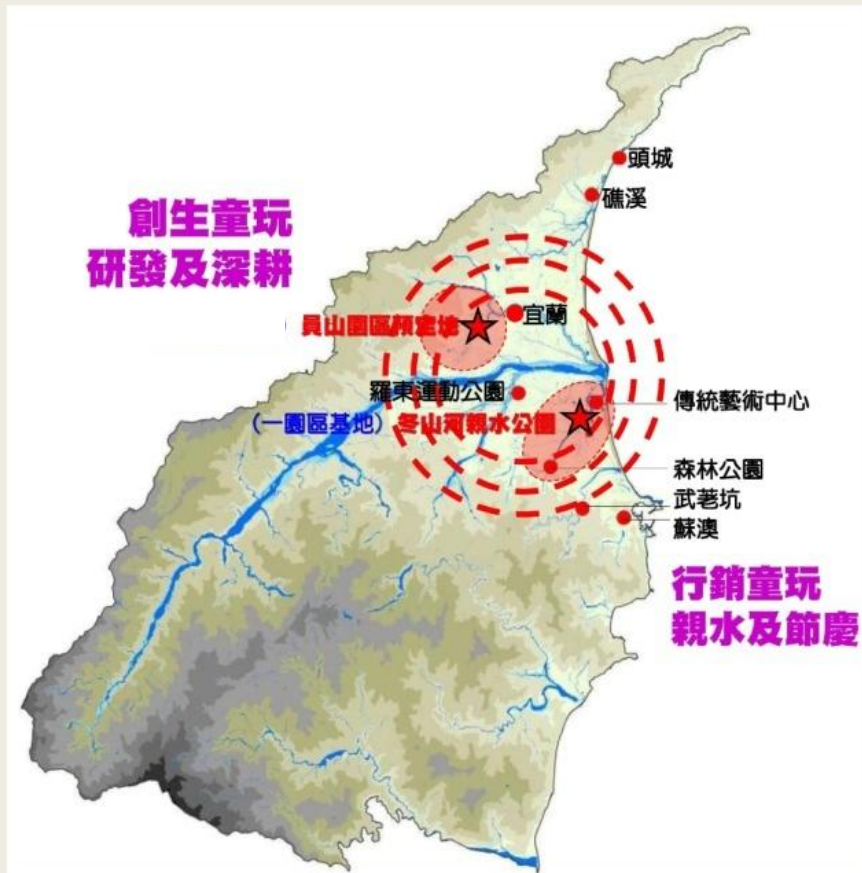 頭城
礁溪
創生童玩
研發及深耕
宜蘭
員山園區預定地
羅東運動公園
傳統藝術中心
(一園區基地)
冬山河親水公園
森林公園
武荖坑
蘇澳
行銷童玩
親水及節慶